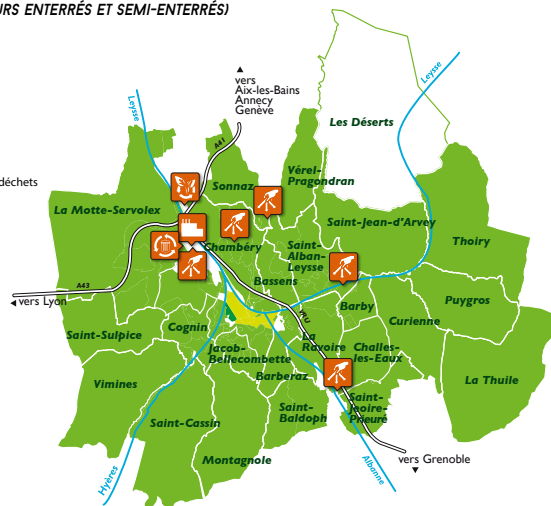 URS ENTERRÉS ET SEMI-ENTERRÉS)
vers
Aix-les-Bains
Annecy
Genève
Leysse
Leysse
Les Déserts
A41
déchets
Sonnaz
Vérel-
Pragondran
La Motte-Servolex
Saint-Jean-d'Arvey
Thoiry
Chambéry
Saint-
Alban-
Leysse
Bassens
A43
vers Lyon
Barby
Puygros
Curienne
Saint-Sulpice
Cognin
La
Ravoire
Challes-
les-Eaux
Jacob-
Bellecombette
Barberaz
La Thuile
Vimines
Saint-Cassin
Saint-
Baldoph
Saint-
Jeoire-
Prieuré
Montagnole
vers Grenoble
Hyères
Albanne